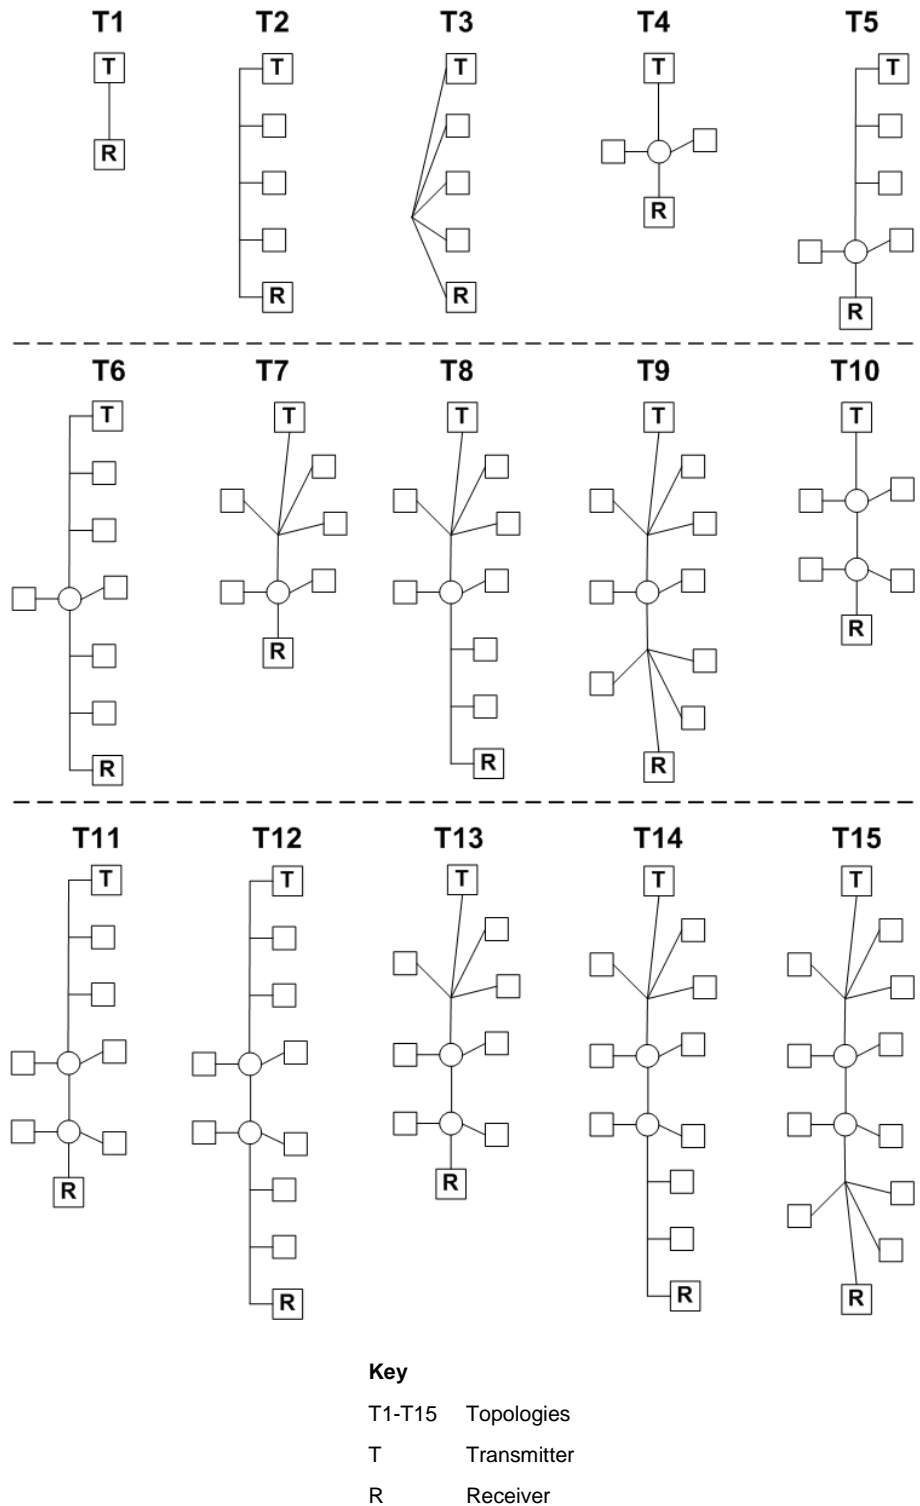 T1 T2 T3 T4 T5
T T T T T
R
R
R R R
T6 T7 T8 T9 T10
T T T T T
R
R
R R R
T11 T12 T13 T14 T15
T T T T T
R R
R R R
Key
T1-T15 Topologies
T Transmitter
R Receiver